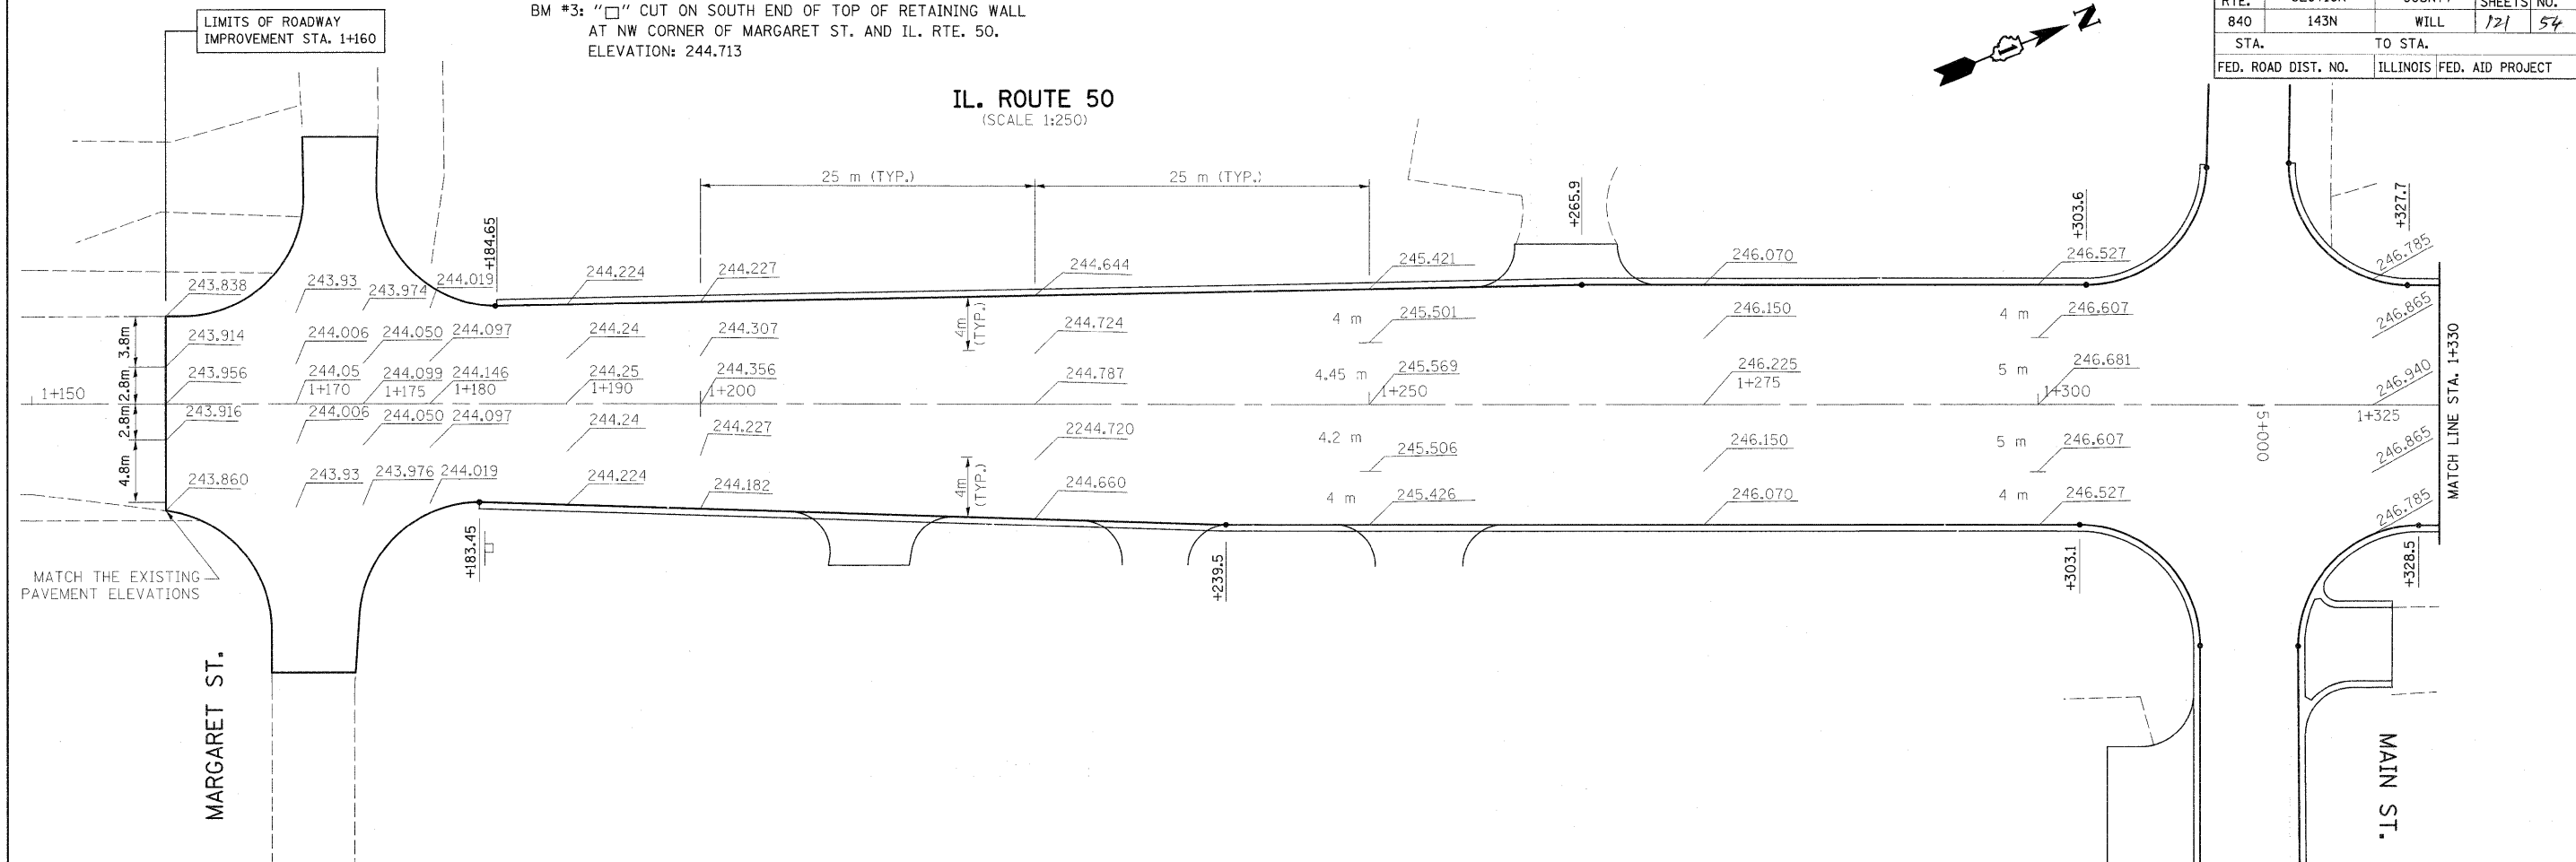 LIMITS OF ROADWAY
IMPROVEMENT STA. 1+160
BM #3: "□" CUT ON SOUTH END OF TOP OF RETAINING WALL
AT NW CORNER OF MARGARET ST. AND IL. RTE. 50.
ELEVATION: 244.713
IL. ROUTE 50
(SCALE 1:250)
N
RTE. SHEETS NO.
840 143N WILL 121 54
STA. TO STA.
FED. ROAD DIST. NO. ILLINOIS FED. AID PROJECT
25 m (TYP.) 25 m (TYP.)
+184.65 +265.9 +303.6 +327.7
243.838 243.93 243.974 244.019 244.224 244.227 244.644 245.421 246.070 246.527 246.785
3.8m 4m (TYP.) 4 m 4 m
243.914 244.006 244.050 244.097 244.24 244.307 244.724 245.501 246.150 246.607 246.865
2.8m 4.45 m 5 m
243.956 244.05 244.099 244.146 244.25 244.356 244.787 245.569 246.225 246.681 246.940
1+150 1+170 1+175 1+180 1+190 1+200 1+250 1+275 1+300 5+000 1+325
2.8m 4.2 m 5 m
243.916 244.006 244.050 244.097 244.24 244.227 2244.720 245.506 246.150 246.607 246.865
4.8m 4m (TYP.) 4 m 4 m
243.860 243.93 243.976 244.019 244.224 244.182 244.660 245.426 246.070 246.527 246.785
MATCH LINE STA. 1+330
+183.45 +239.5 +303.1 +328.5
MATCH THE EXISTING
PAVEMENT ELEVATIONS
MARGARET ST.
MAIN ST.